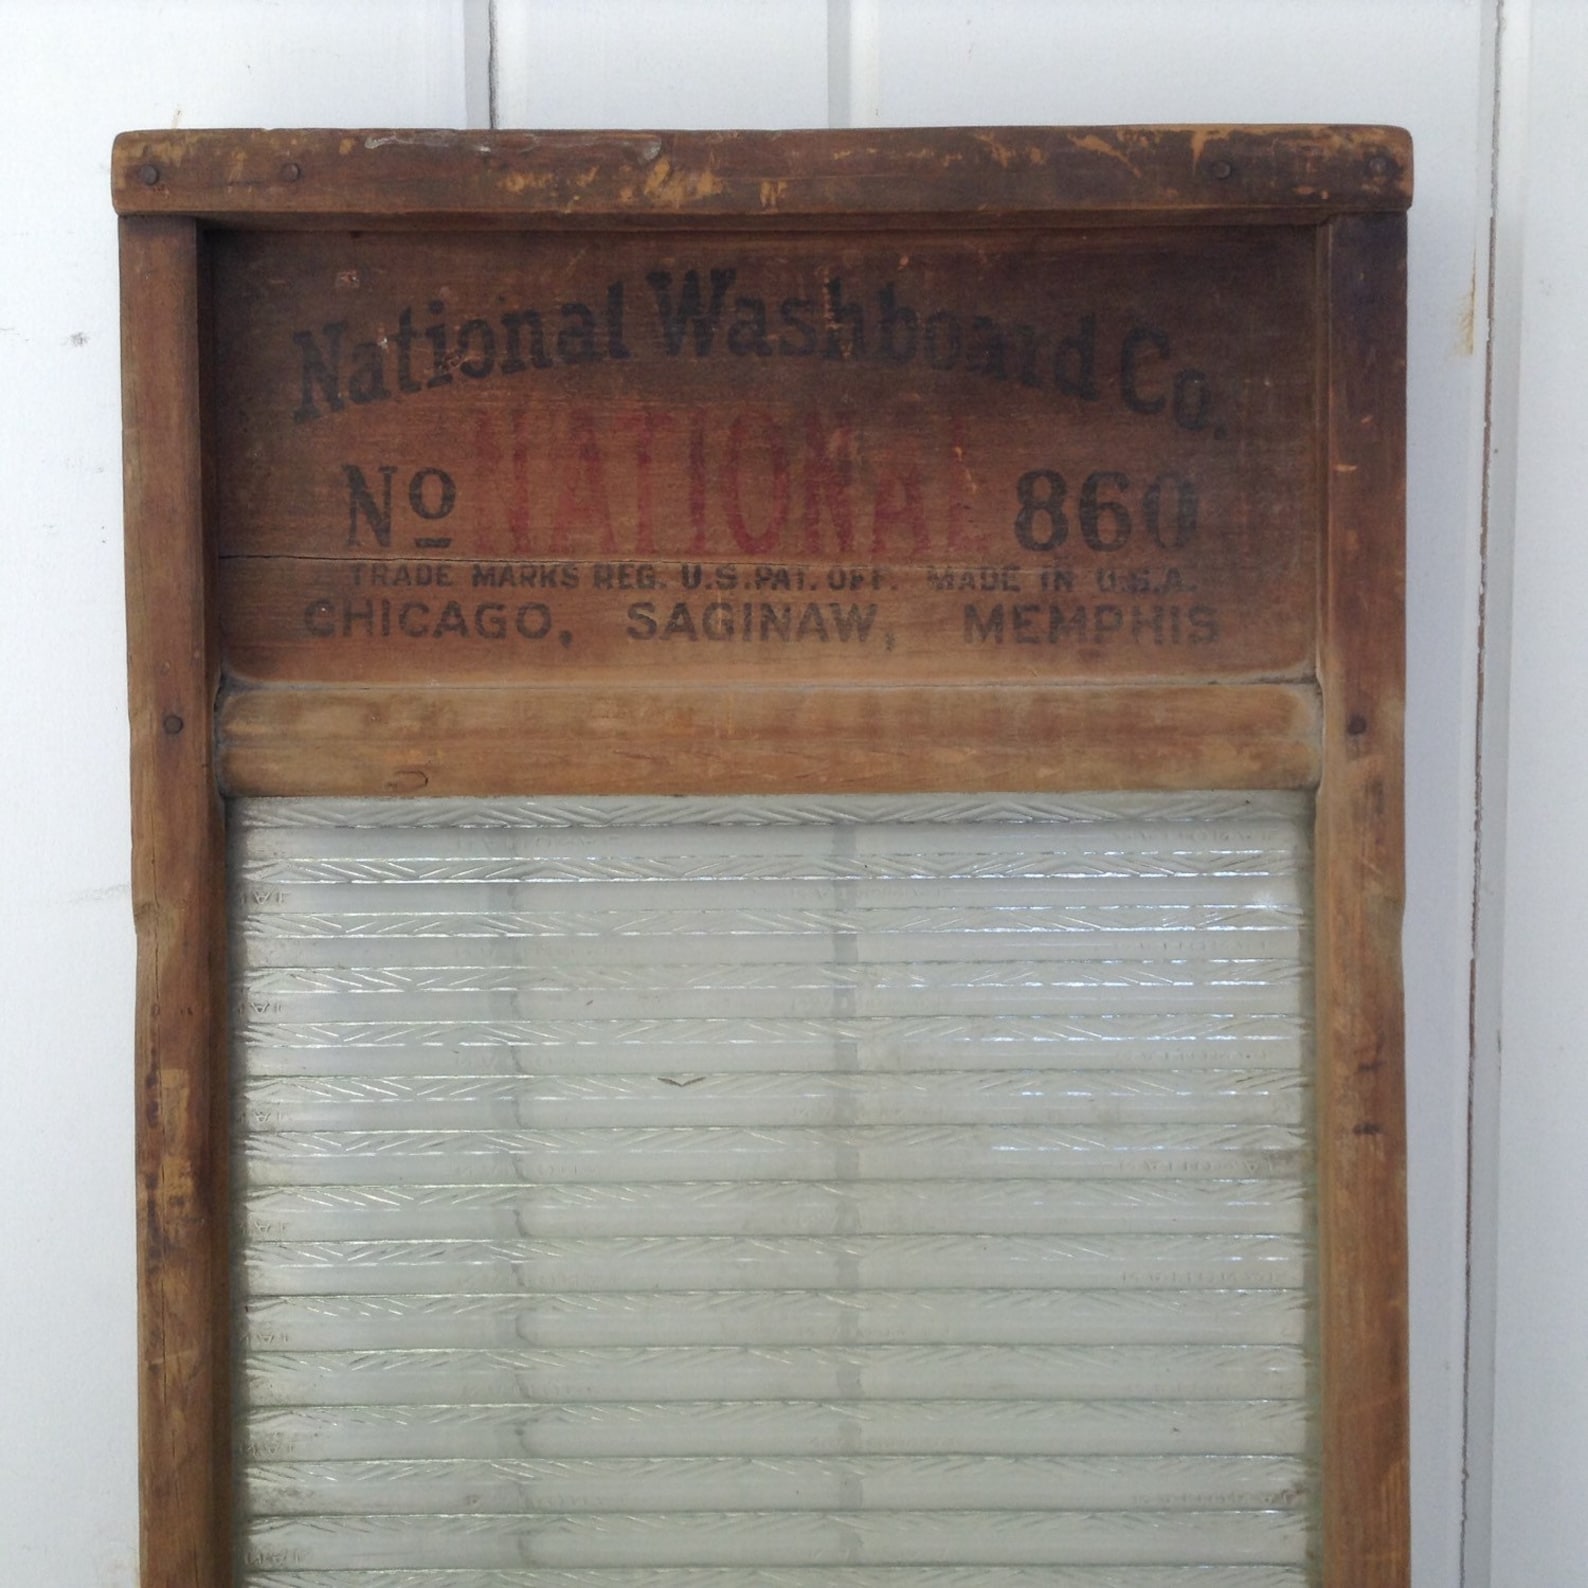 National Washboard Co.
No NATIONAL 860
TRADE MARKS REG. U.S. PAT. OFF. MADE IN U.S.A.
CHICAGO, SAGINAW, MEMPHIS